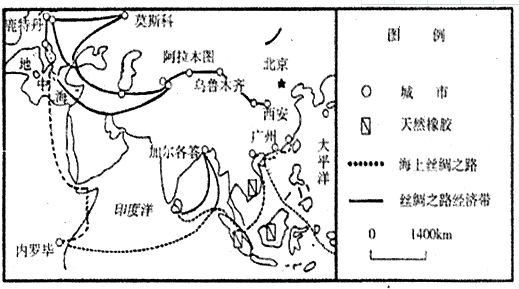 鹿特丹
莫斯科
地
中
海
阿拉木图
乌鲁木齐
北京
西安
广州
加尔各答
太
平
洋
印度洋
内罗毕
图 例
城 市
天然橡胶
海上丝绸之路
丝绸之路经济带
0 1400km